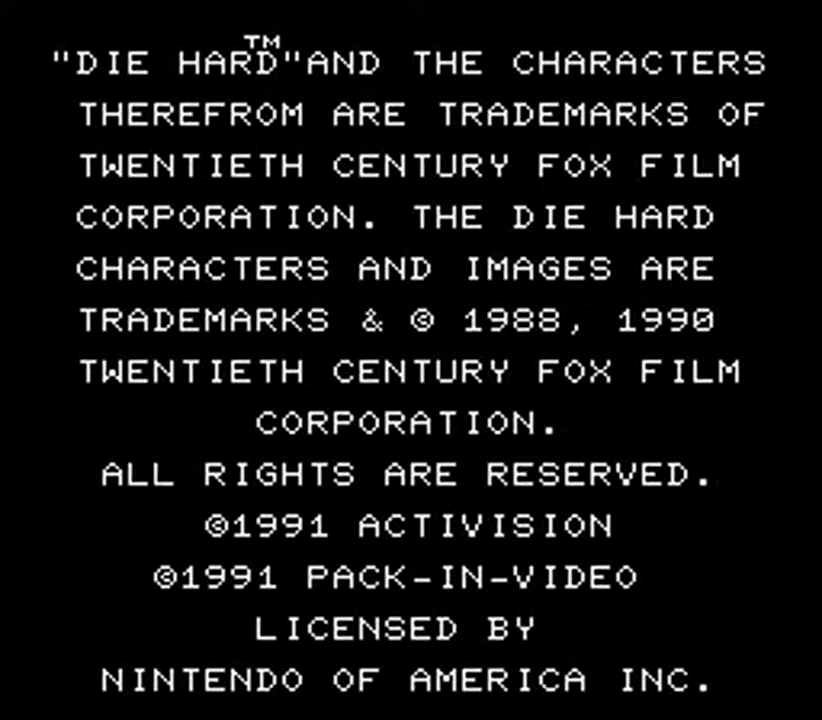 "DIE HARD™"AND THE CHARACTERS
THEREFROM ARE TRADEMARKS OF
TWENTIETH CENTURY FOX FILM
CORPORATION. THE DIE HARD
CHARACTERS AND IMAGES ARE
TRADEMARKS & © 1988, 1990
TWENTIETH CENTURY FOX FILM
CORPORATION.
ALL RIGHTS ARE RESERVED.
©1991 ACTIVISION
©1991 PACK-IN-VIDEO
LICENSED BY
NINTENDO OF AMERICA INC.